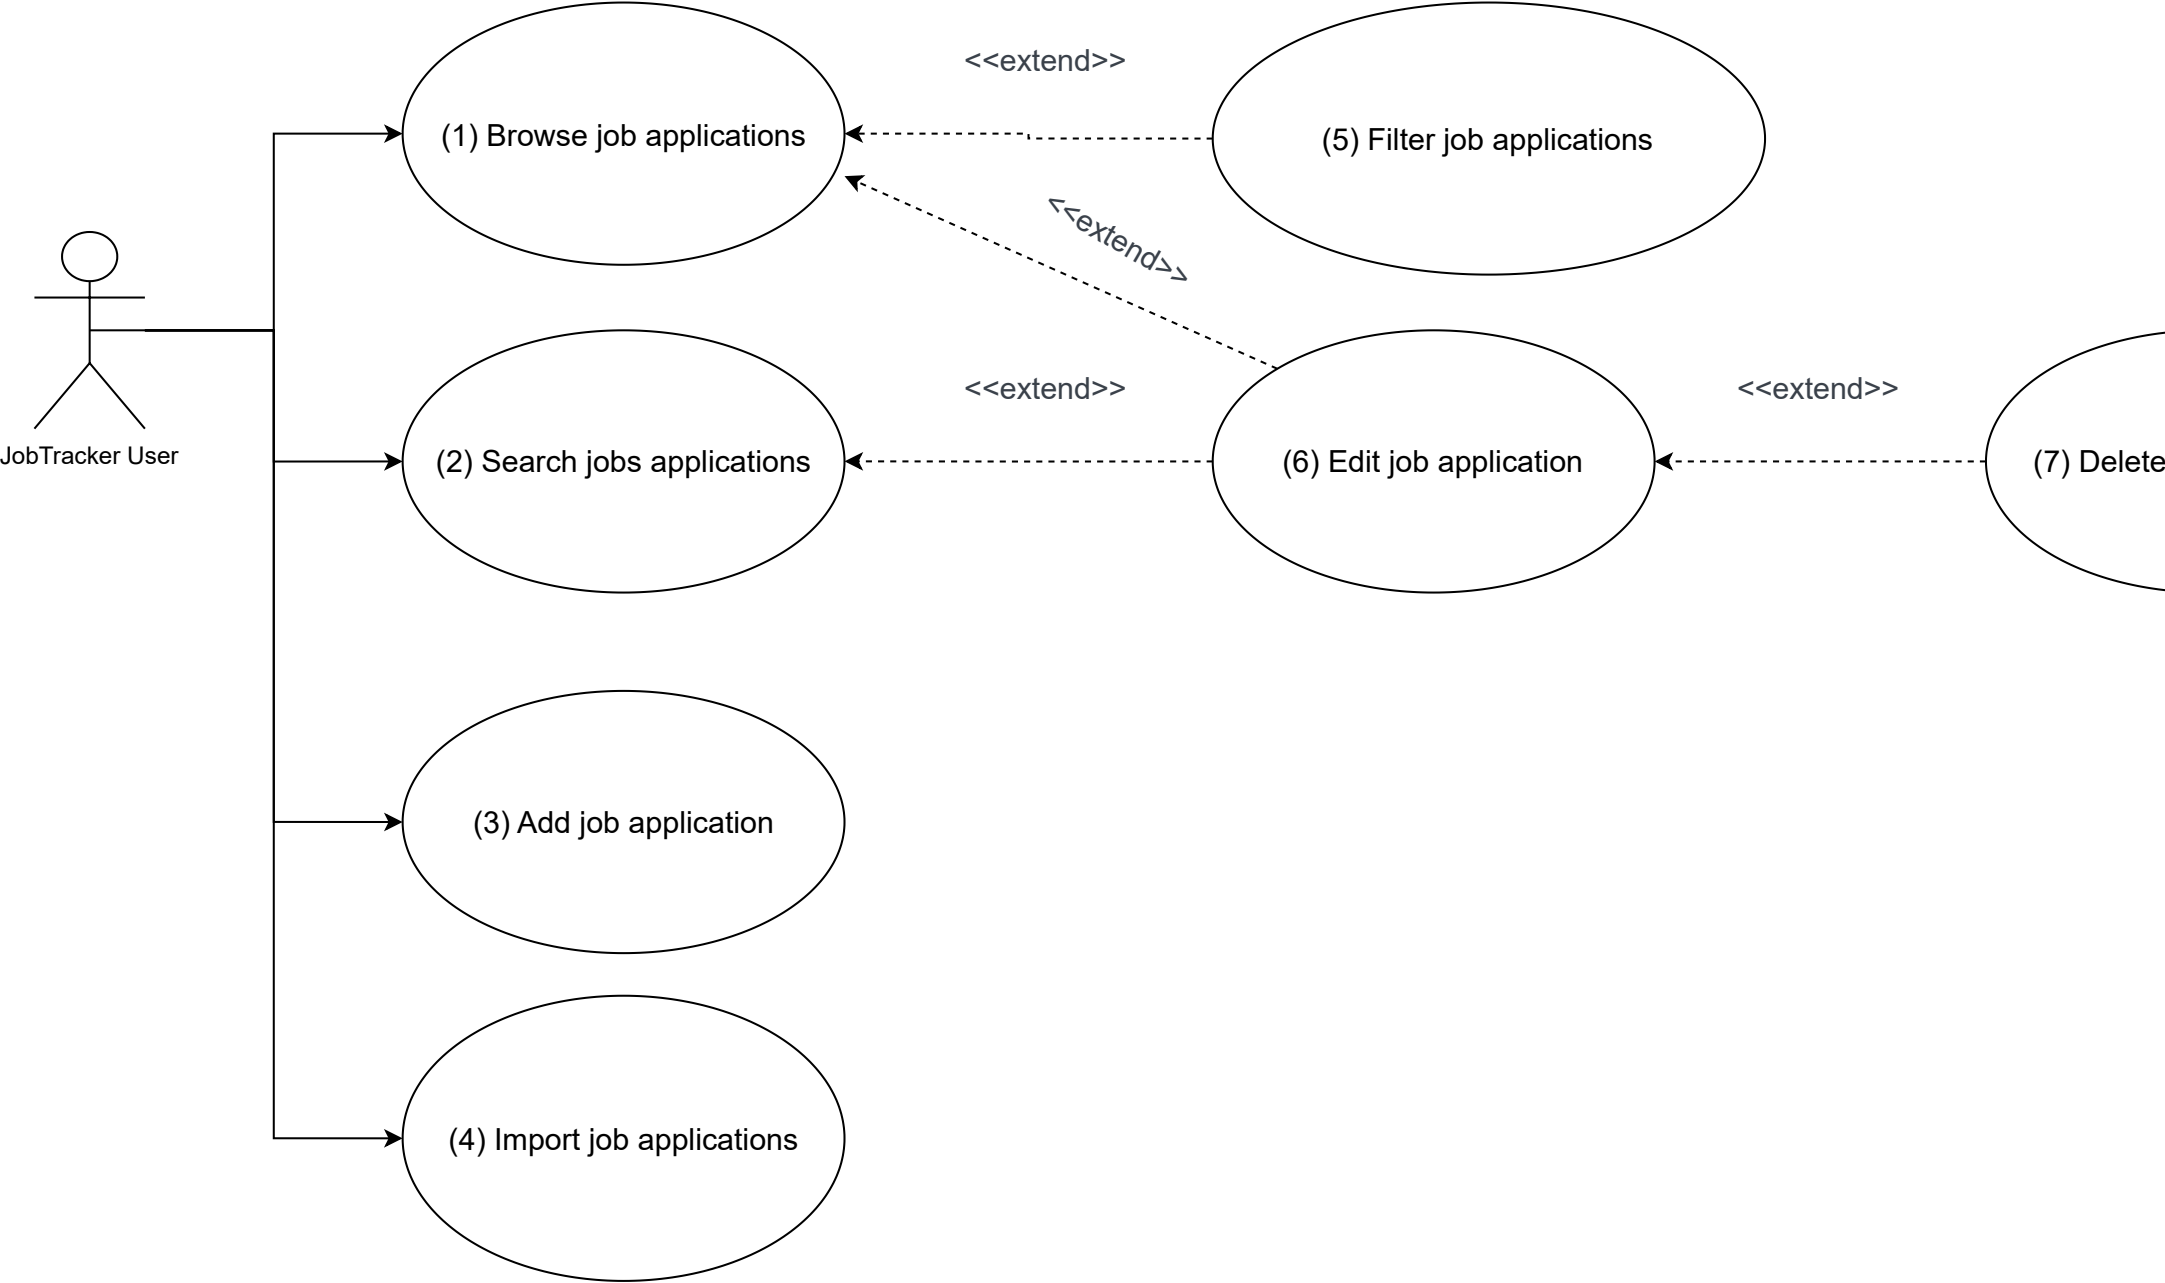 <<extend>>
(1) Browse job applications
(5) Filter job applications
<<extend>>
<<extend>>
<<extend>>
JobTracker User
(2) Search jobs applications
(6) Edit job application
(7) Delete
(3) Add job application
(4) Import job applications